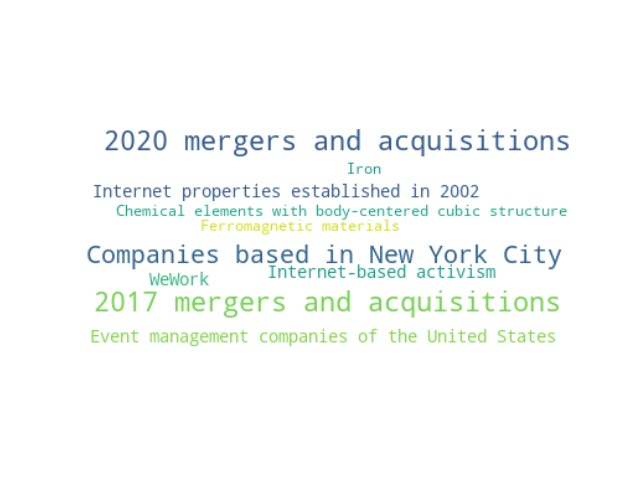 2020 mergers and acquisitions
Iron
Internet properties established in 2002
Chemical elements with body-centered cubic structure
Ferromagnetic materials
Companies based in New York City
Internet-based activism
WeWork
2017 mergers and acquisitions
Event management companies of the United States